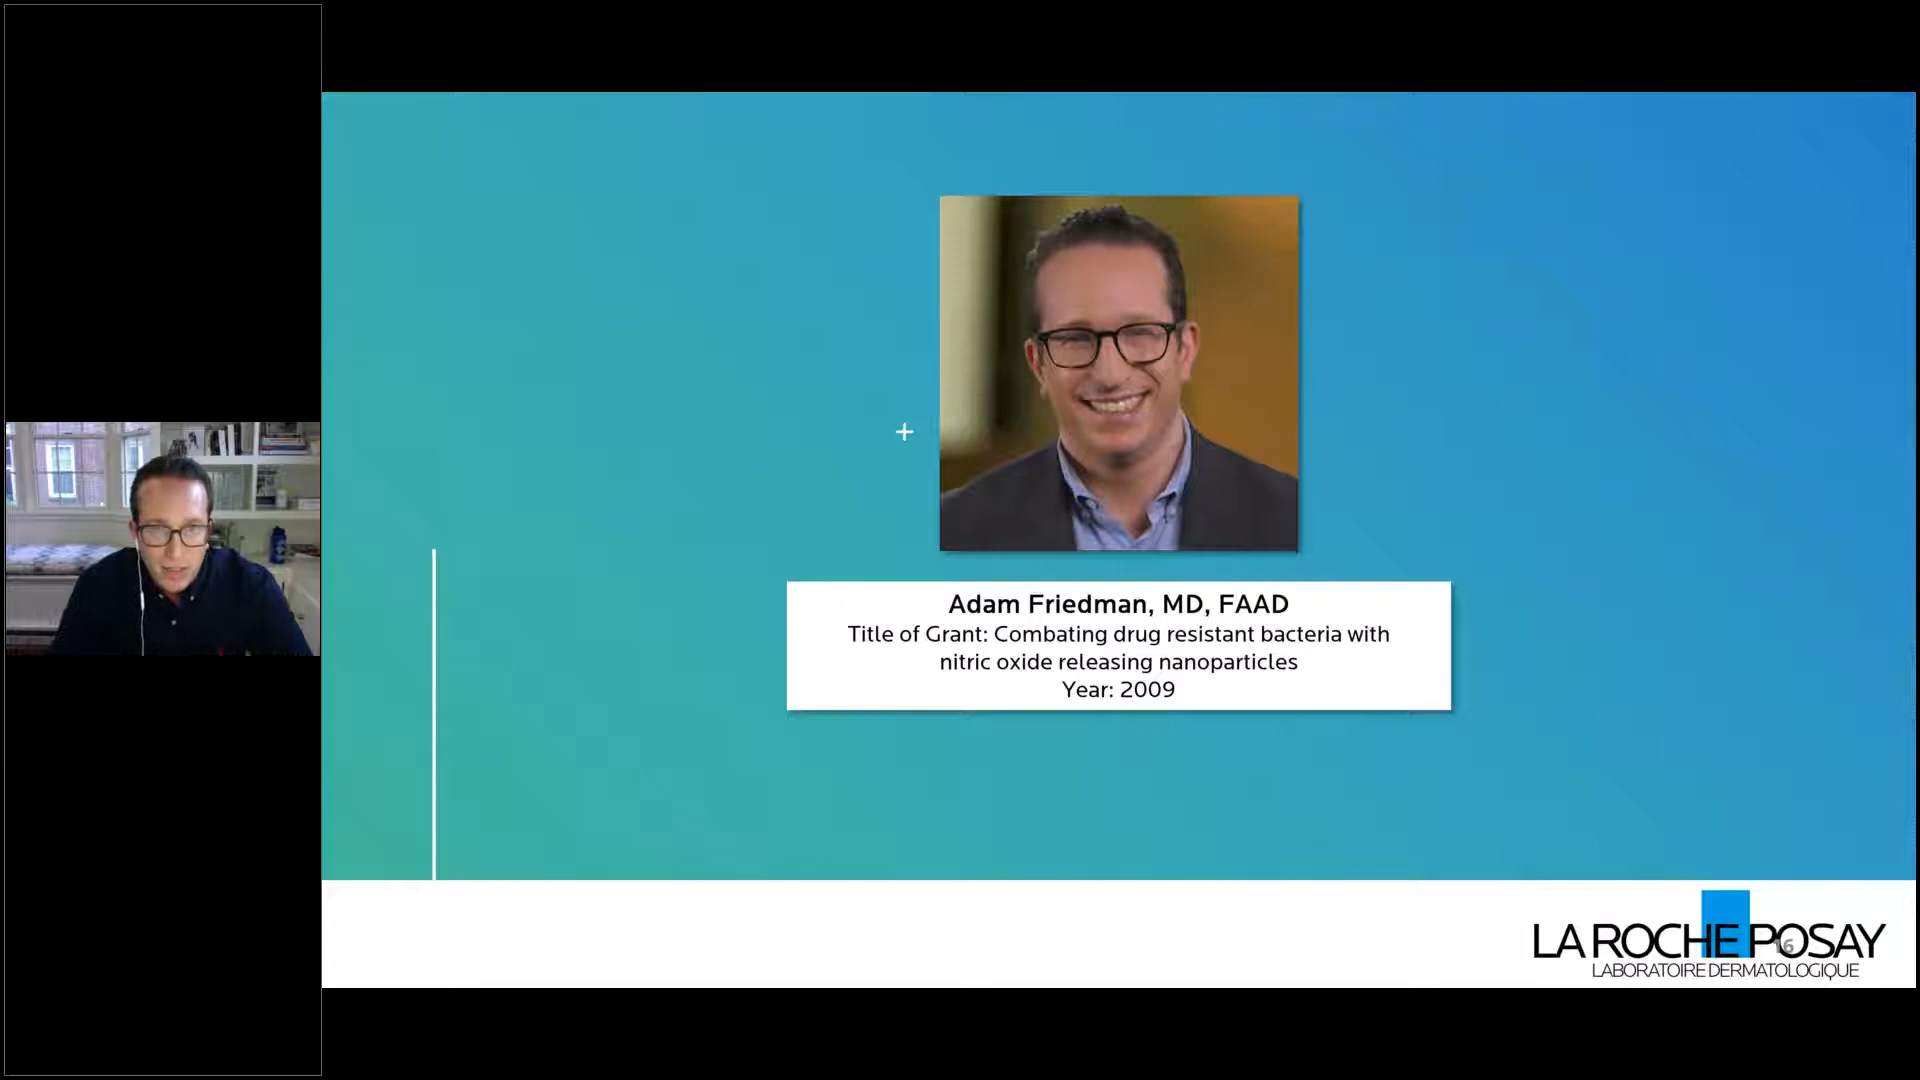 Adam Friedman, MD, FAAD
Title of Grant: Combating drug resistant bacteria with
nitric oxide releasing nanoparticles
Year: 2009
LA ROCHE POSAY
16
LABORATOIRE DERMATOLOGIQUE